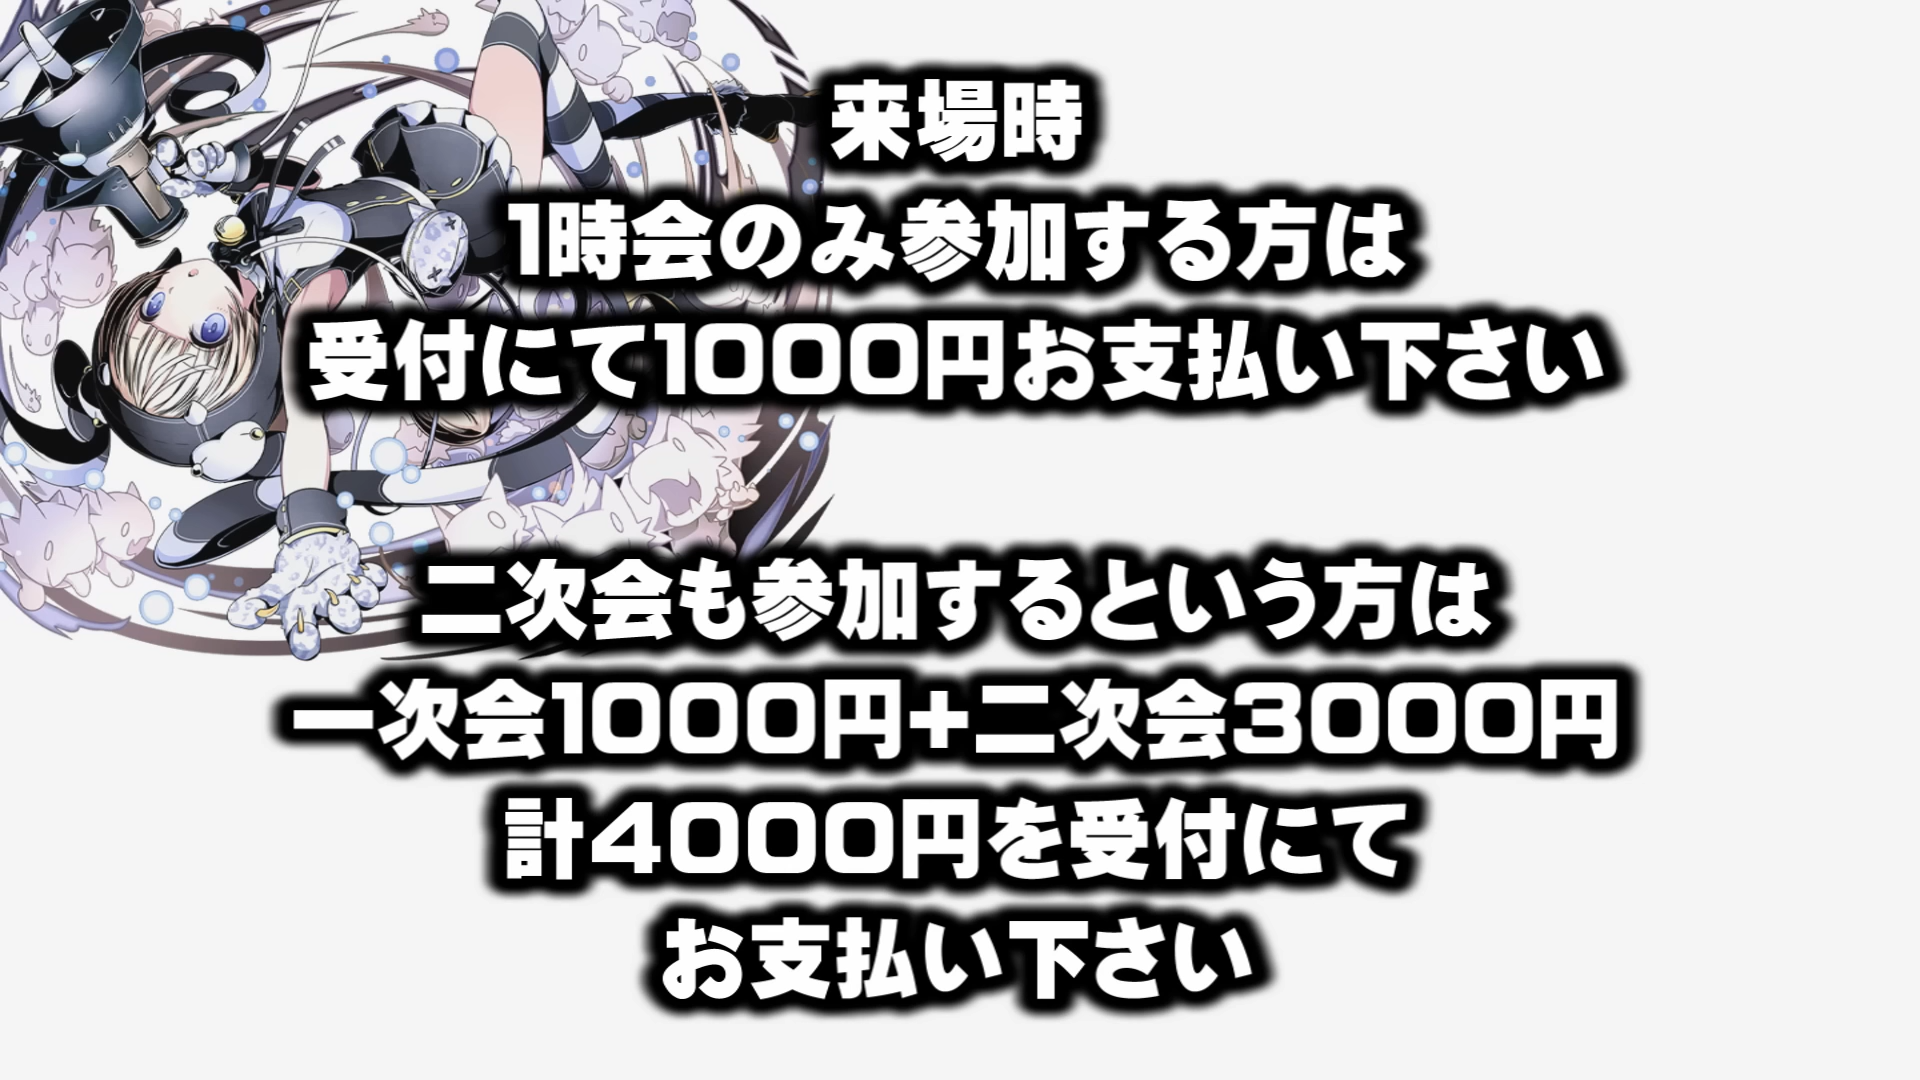 来場時
1時会のみ参加する方は
受付にて1000円お支払い下さい
二次会も参加するという方は
一次会1000円+二次会3000円
計4000円を受付にて
お支払い下さい